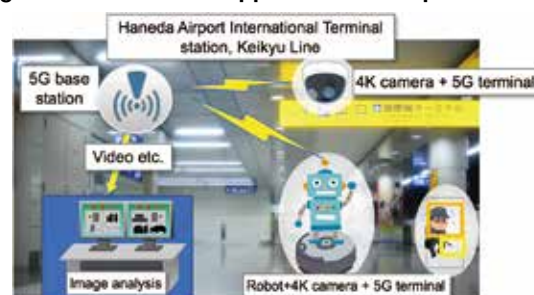 Haneda Airport International Terminal
station, Keikyu Line
5G base
station
4K camera + 5G terminal
Video etc.
Image analysis
Robot+4K camera + 5G terminal